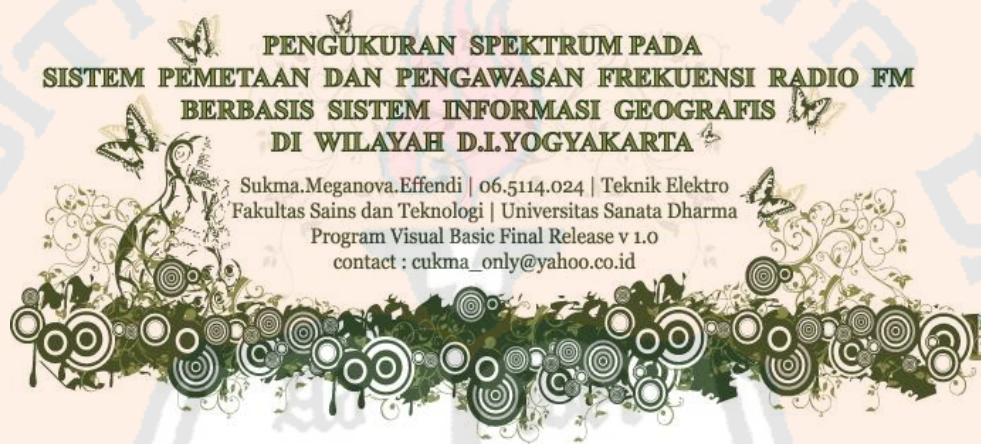 PENGUKURAN SPEKTRUM PADA
SISTEM PEMETAAN DAN PENGAWASAN FREKUENSI RADIO FM
BERBASIS SISTEM INFORMASI GEOGRAFIS
DI WILAYAH D.I.YOGYAKARTA
Sukma.Meganova.Effendi | 06.5114.024 | Teknik Elektro
Fakultas Sains dan Teknologi | Universitas Sanata Dharma
Program Visual Basic Final Release v 1.0
contact : cukma_only@yahoo.co.id